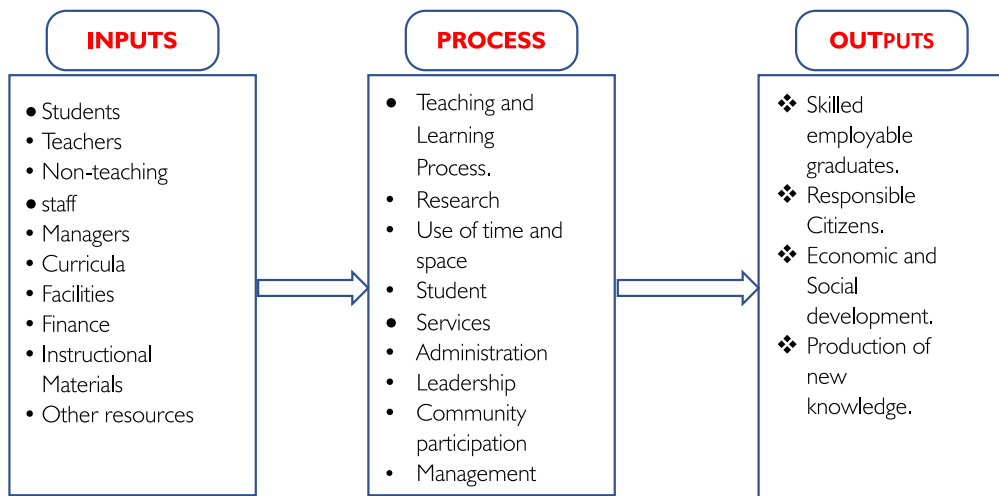 INPUTS
• Students
• Teachers
• Non-teaching
• staff
• Managers
• Curricula
• Facilities
• Finance
• Instructional
Materials
• Other resources
PROCESS
• Teaching and
Learning
Process.
• Research
• Use of time and
space
• Student
• Services
• Administration
• Leadership
• Community
participation
• Management
OUTPUTS
❖ Skilled
employable
graduates.
❖ Responsible
Citizens.
❖ Economic and
Social
development.
❖ Production of
new
knowledge.